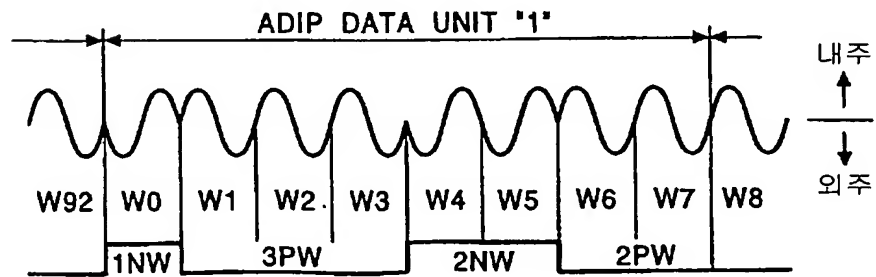 ADIP DATA UNIT "1"
내주
외주
W92 W0 W1 W2. W3 W4 W5 W6 W7 W8
1NW 3PW 2NW 2PW